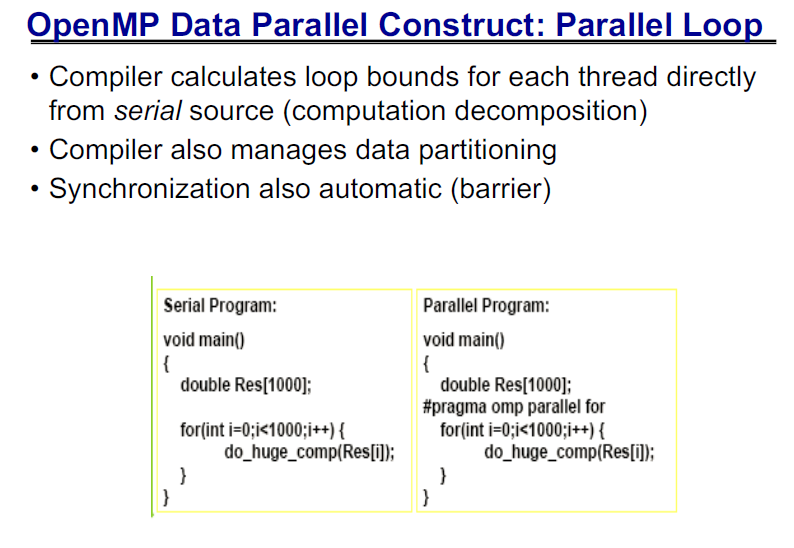 OpenMP Data Parallel Construct: Parallel Loop
• Compiler calculates loop bounds for each thread directly
from serial source (computation decomposition)
• Compiler also manages data partitioning
• Synchronization also automatic (barrier)
Serial Program:
void main()
{
double Res[1000];
for(int i=0;i<1000;i++) {
do_huge_comp(Res[i]);
}
}
Parallel Program:
void main()
{
double Res[1000];
#pragma omp parallel for
for(int i=0;i<1000;i++) {
do_huge_comp(Res[i]);
}
}